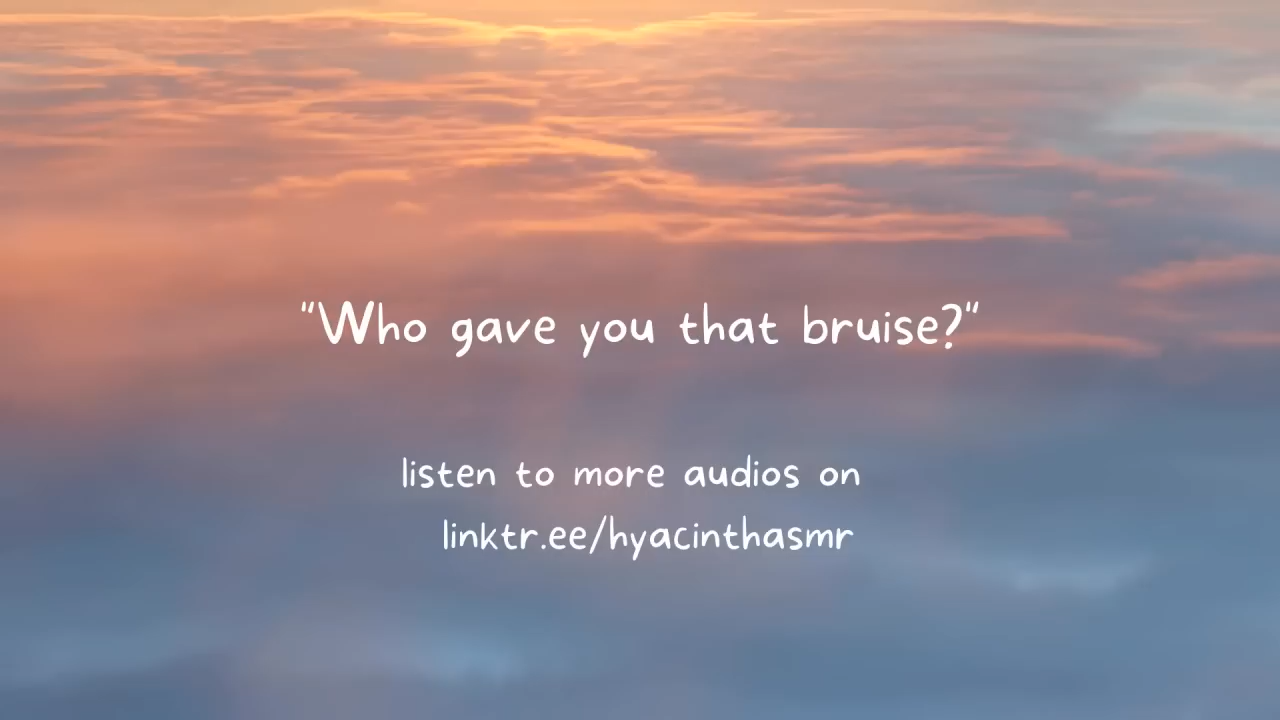 "Who gave you that bruise?"
listen to more audios on
linktr.ee/hyacinthasmr